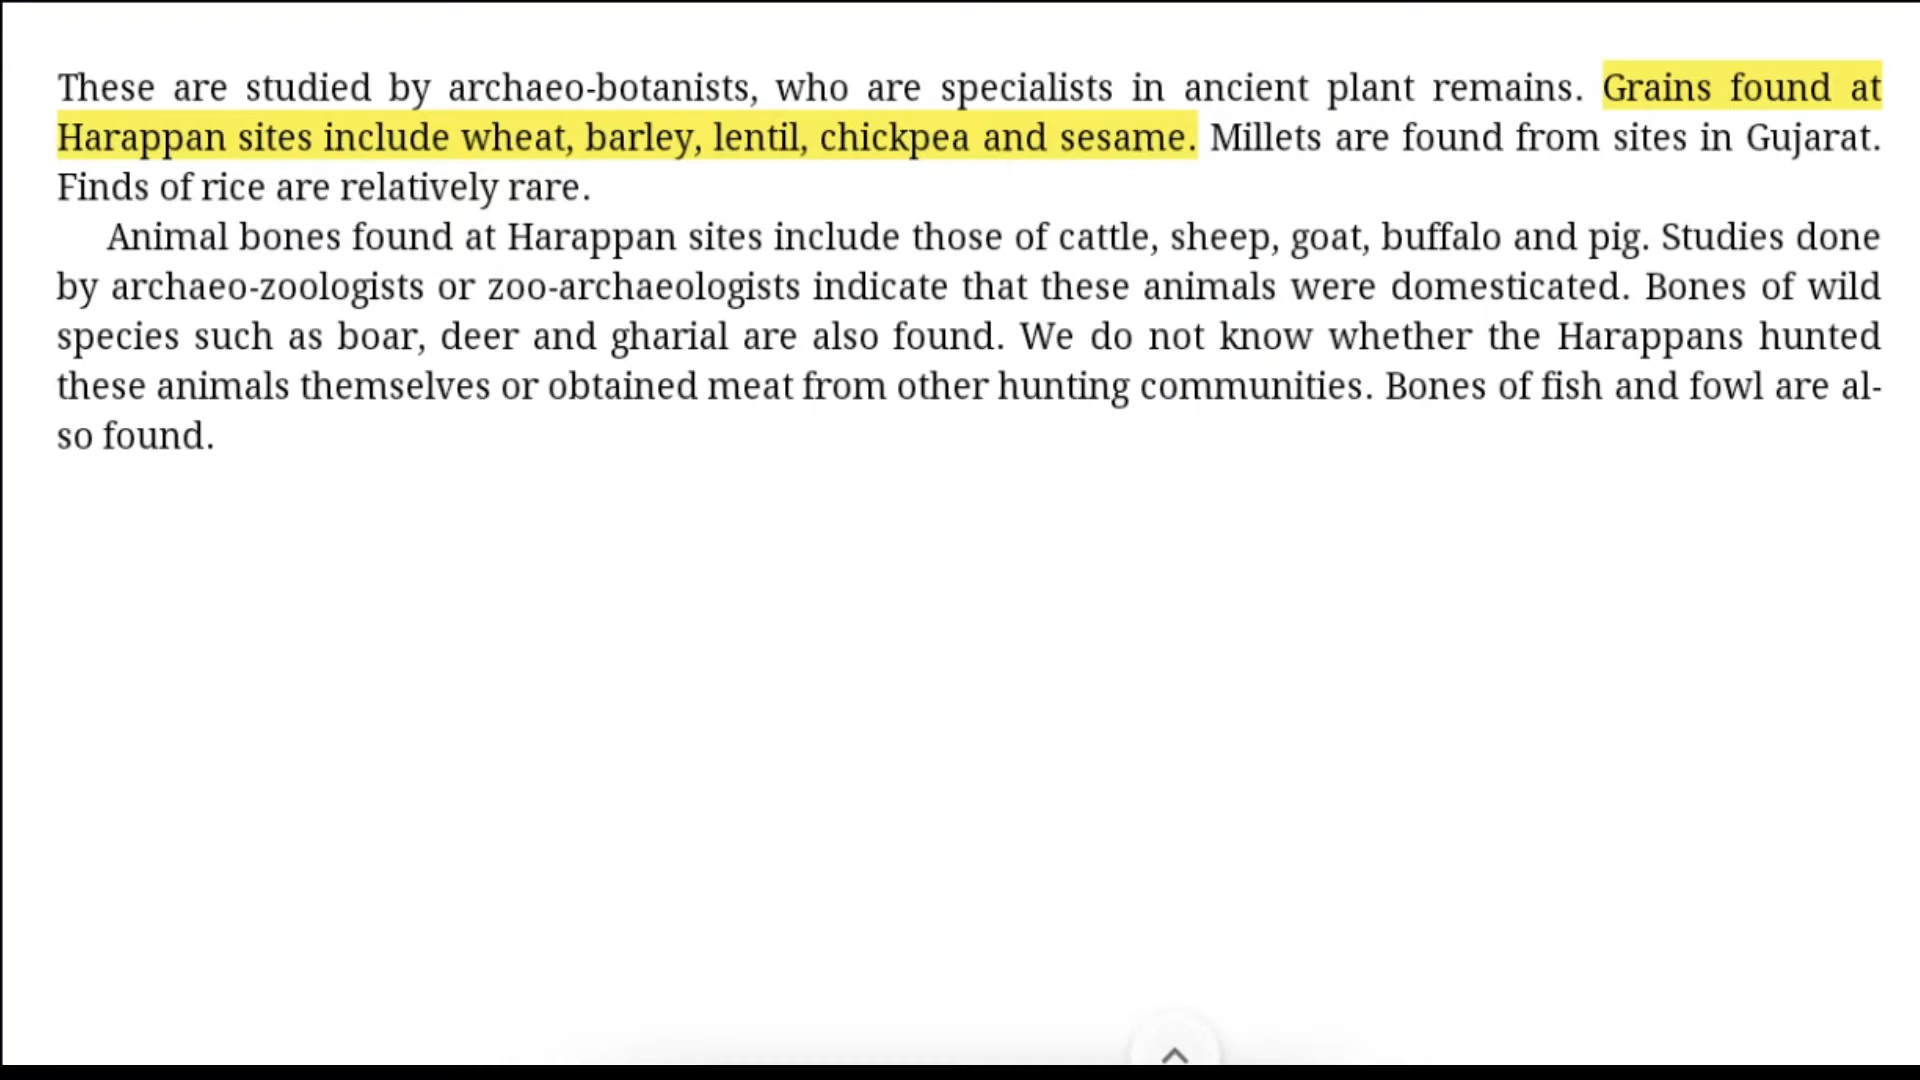 These are studied by archaeo-botanists, who are specialists in ancient plant remains. Grains found at
Harappan sites include wheat, barley, lentil, chickpea and sesame. Millets are found from sites in Gujarat.
Finds of rice are relatively rare.
Animal bones found at Harappan sites include those of cattle, sheep, goat, buffalo and pig. Studies done
by archaeo-zoologists or zoo-archaeologists indicate that these animals were domesticated. Bones of wild
species such as boar, deer and gharial are also found. We do not know whether the Harappans hunted
these animals themselves or obtained meat from other hunting communities. Bones of fish and fowl are al-
so found.